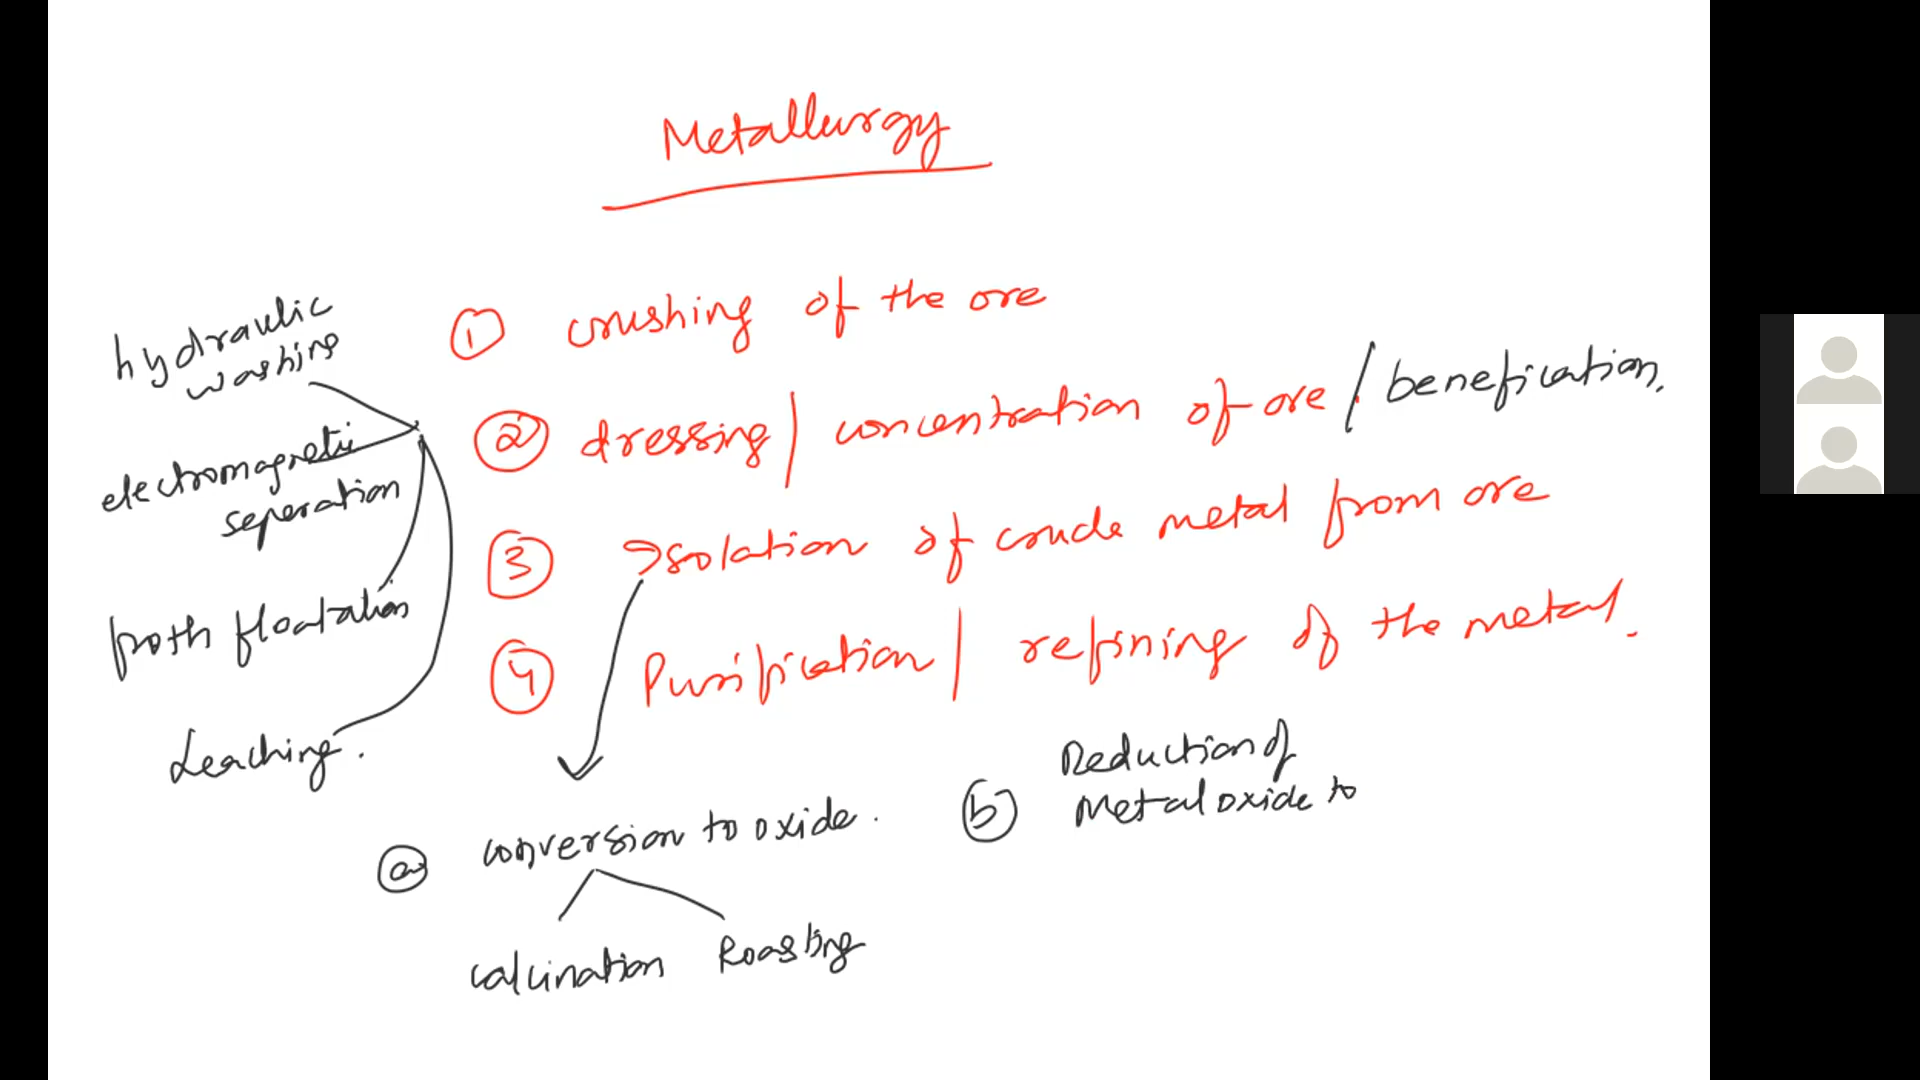 Metallurgy
① crushing of the ore
② dressing / concentration of ore / benefication.
③ Isolation of crude metal from ore
④ Purification / refining of the metal.
hydraulic
washing
electromagnetic
seperation
froth floatation
Leaching.
ⓐ conversion to oxide.
calcination Roasting
ⓑ Reduction of
Metal oxide to